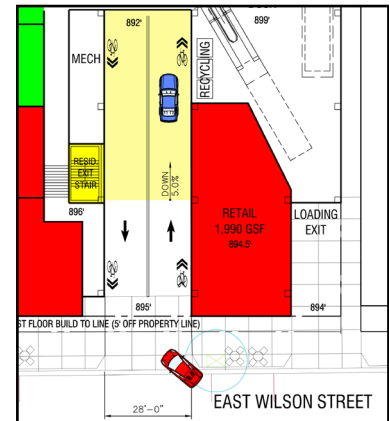 892'
899'
MECH
RECYCLING
RESID.
EXIT
STAIR
DOWN
5.0%
896'
RETAIL
1,990 GSF
894.5'
LOADING
EXIT
895'
894'
ST FLOOR BUILD TO LINE (5' OFF PROPERTY LINE)
28'-0"
EAST WILSON STREET